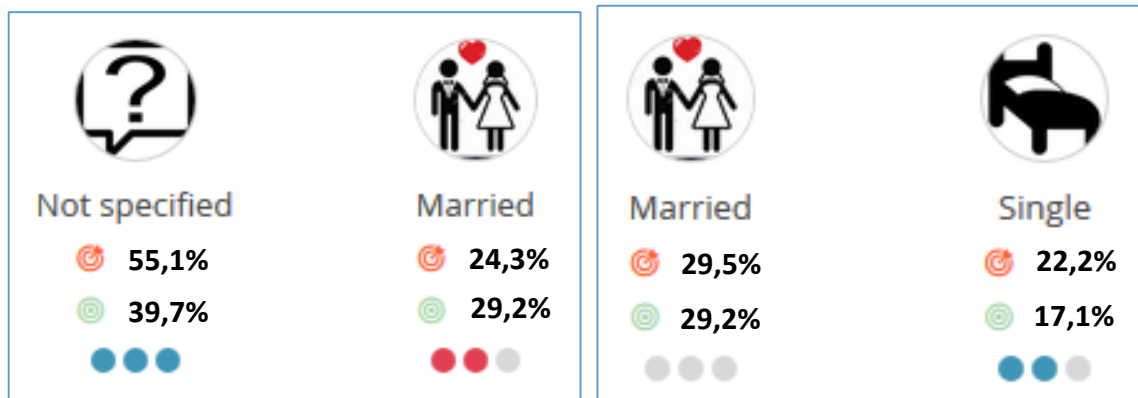 ?
Not specified
55,1%
39,7%
Married
24,3%
29,2%
Married
29,5%
29,2%
Single
22,2%
17,1%